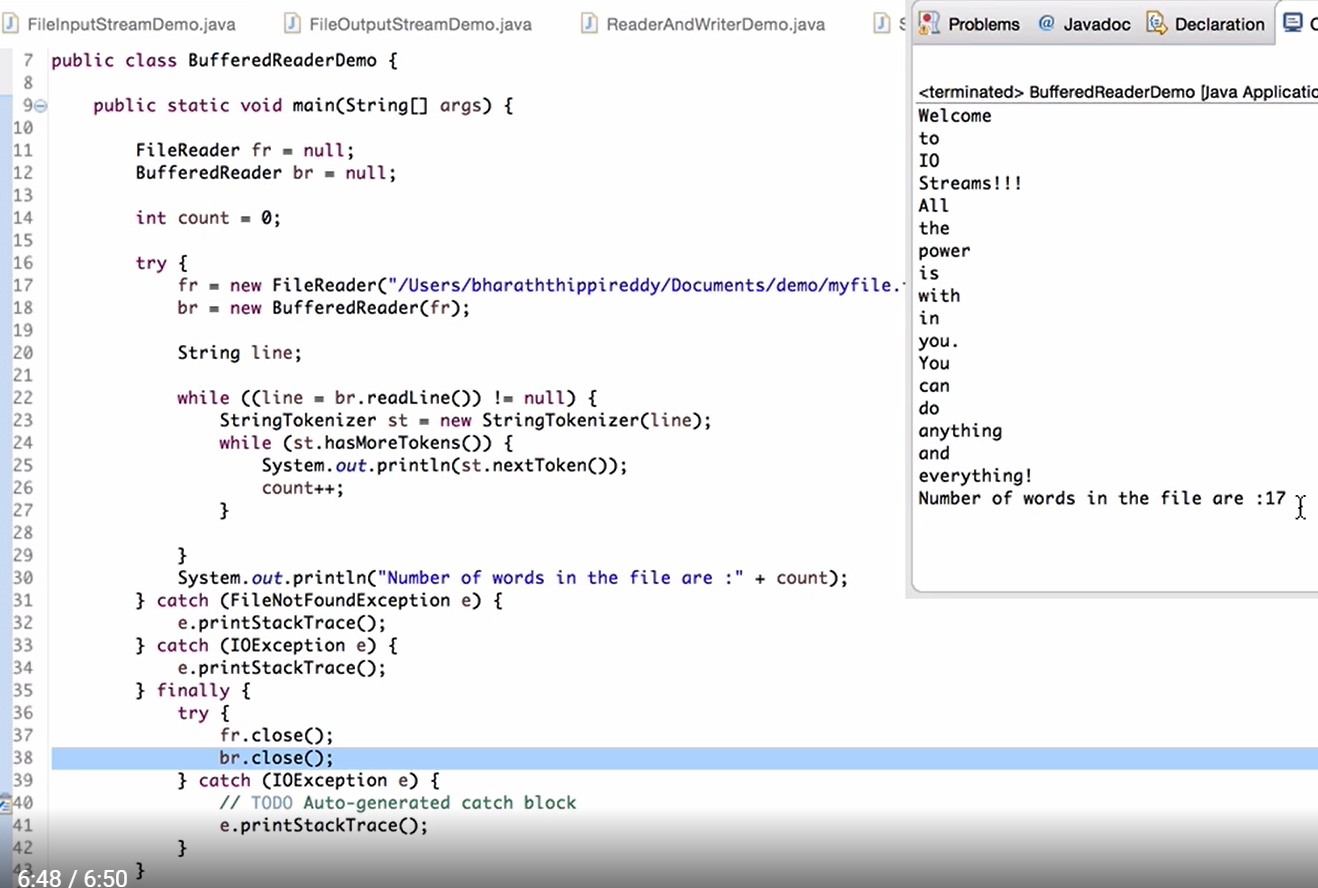 FileInputStreamDemo.java FileOutputStreamDemo.java ReaderAndWriterDemo.java
7 public class BufferedReaderDemo {
8
9 public static void main(String[] args) {
10
11 FileReader fr = null;
12 BufferedReader br = null;
13
14 int count = 0;
15
16 try {
17 fr = new FileReader("/Users/bharaththippireddy/Documents/demo/myfile.
18 br = new BufferedReader(fr);
19
20 String line;
21
22 while ((line = br.readLine()) != null) {
23 StringTokenizer st = new StringTokenizer(line);
24 while (st.hasMoreTokens()) {
25 System.out.println(st.nextToken());
26 count++;
27 }
28
29 }
30 System.out.println("Number of words in the file are :" + count);
31 } catch (FileNotFoundException e) {
32 e.printStackTrace();
33 } catch (IOException e) {
34 e.printStackTrace();
35 } finally {
36 try {
37 fr.close();
38 br.close();
39 } catch (IOException e) {
40 // TODO Auto-generated catch block
41 e.printStackTrace();
42 }
43 }
6:48 / 6:50
Problems @ Javadoc Declaration
<terminated> BufferedReaderDemo [Java Applicatio
Welcome
to
IO
Streams!!!
All
the
power
is
with
in
you.
You
can
do
anything
and
everything!
Number of words in the file are :17